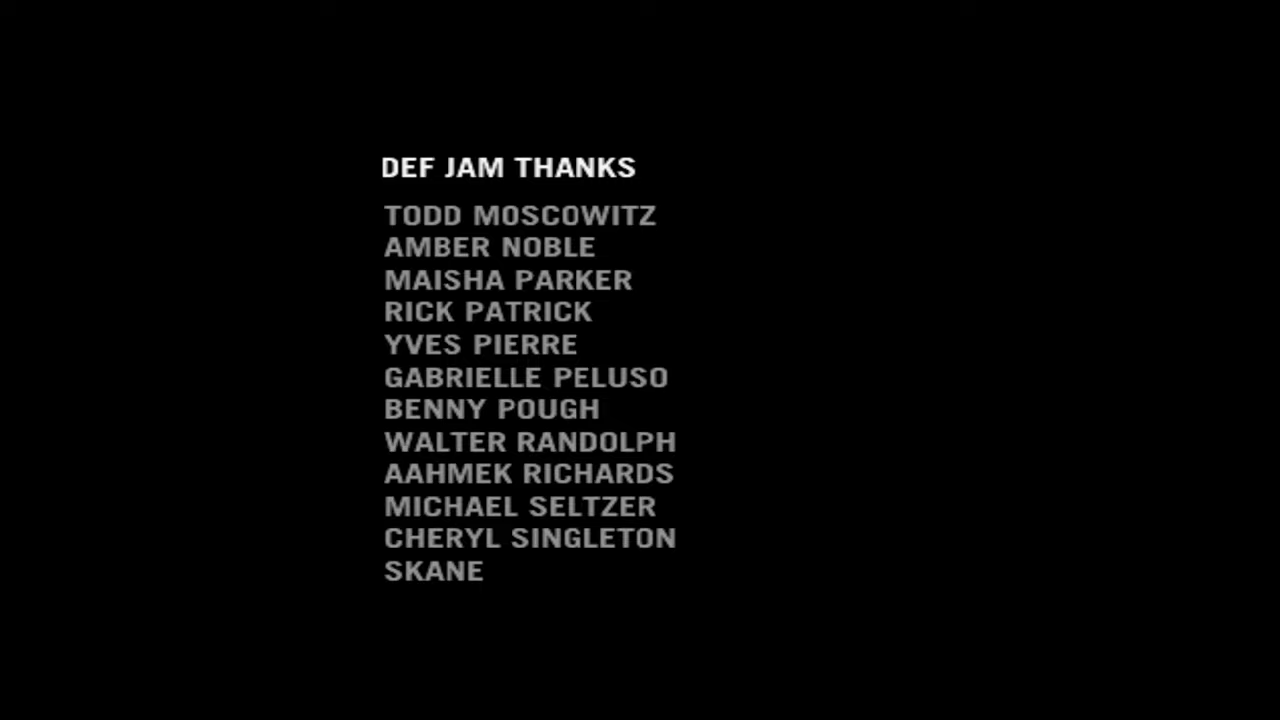 DEF JAM THANKS
TODD MOSCOWITZ
AMBER NOBLE
MAISHA PARKER
RICK PATRICK
YVES PIERRE
GABRIELLE PELUSO
BENNY POUGH
WALTER RANDOLPH
AAHMEK RICHARDS
MICHAEL SELTZER
CHERYL SINGLETON
SKANE